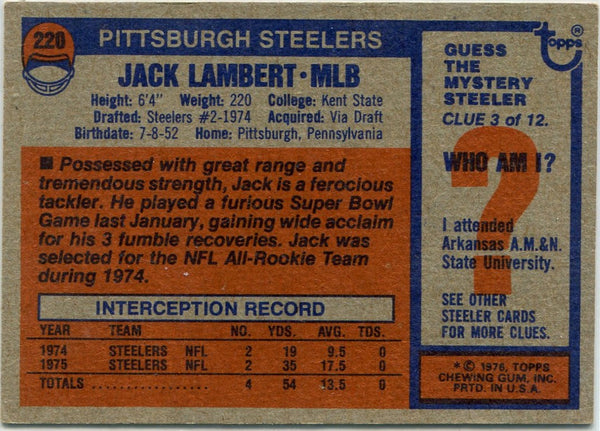 220
PITTSBURGH STEELERS
JACK LAMBERT·MLB
Height: 6'4" Weight: 220 College: Kent State
Drafted: Steelers #2-1974 Acquired: Via Draft
Birthdate: 7-8-52 Home: Pittsburgh, Pennsylvania
Possessed with great range and
tremendous strength, Jack is a ferocious
tackler. He played a furious Super Bowl
Game last January, gaining wide acclaim
for his 3 fumble recoveries. Jack was
selected for the NFL All-Rookie Team
during 1974.
INTERCEPTION RECORD
YEAR TEAM NO. YDS. AVG. TDS.
1974 STEELERS NFL 2 19 9.5 0
1975 STEELERS NFL 2 35 17.5 0
TOTALS 4 54 13.5 0
topps®
GUESS
THE
MYSTERY
STEELER
CLUE 3 of 12.
WHO AM I?
?
I attended
Arkansas A.M.&N.
State University.
SEE OTHER
STEELER CARDS
FOR MORE CLUES.
* © 1976, TOPPS
CHEWING GUM, INC.
PRTD. IN U.S.A.